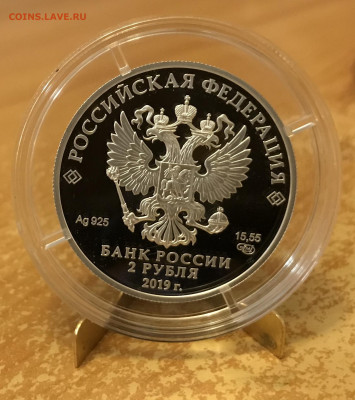 COINS.LAVE.RU
РОССИЙСКАЯ ФЕДЕРАЦИЯ
Ag 925
15,55
БАНК РОССИИ
2 РУБЛЯ
2019 г.